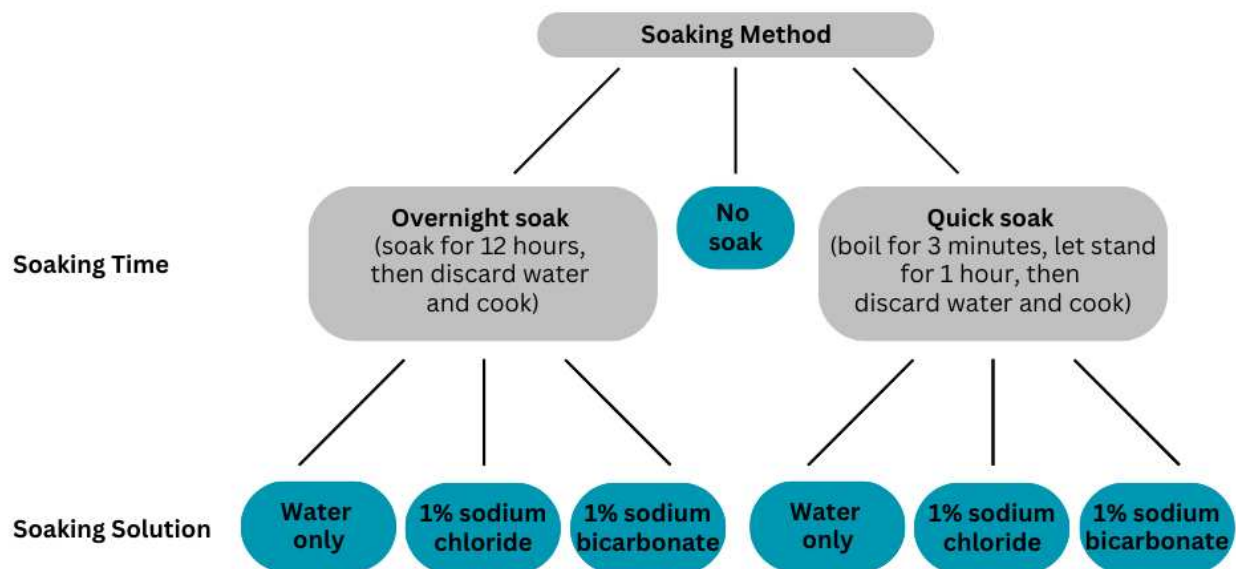 Soaking Method
Soaking Time
Overnight soak
(soak for 12 hours,
then discard water
and cook)
No
soak
Quick soak
(boil for 3 minutes, let stand
for 1 hour, then
discard water and cook)
Soaking Solution
Water
only
1% sodium
chloride
1% sodium
bicarbonate
Water
only
1% sodium
chloride
1% sodium
bicarbonate